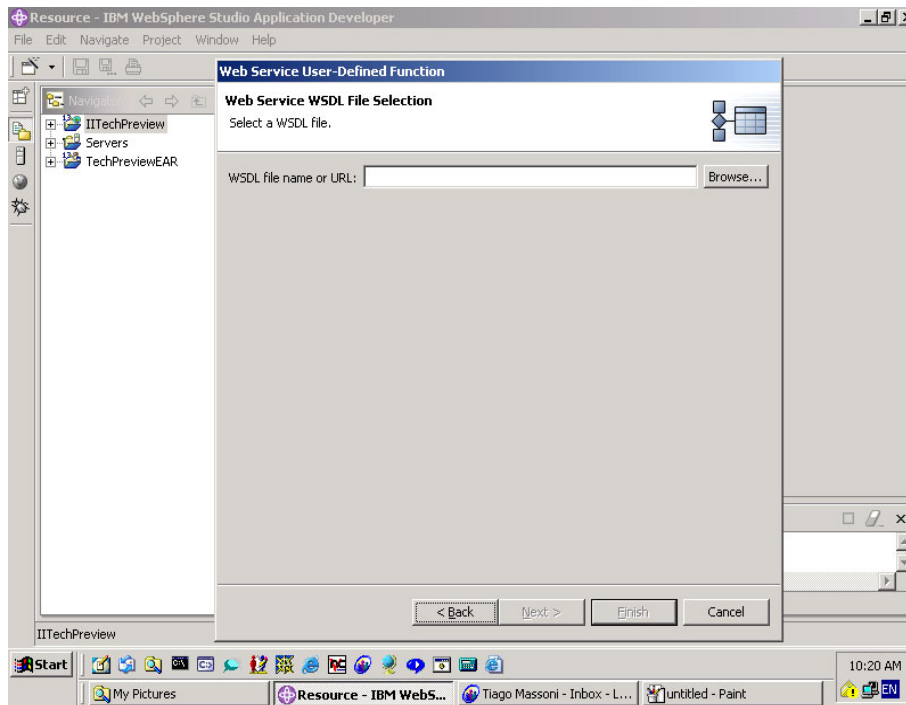 Resource - IBM WebSphere Studio Application Developer
File Edit Navigate Project Window Help
Web Service User-Defined Function
Navigator
Web Service WSDL File Selection
Select a WSDL file.
IITechPreview
Servers
TechPreviewEAR
WSDL file name or URL:
Browse...
< Back Next > Finish Cancel
IITechPreview
Start
10:20 AM
My Pictures
Resource - IBM WebS...
Tiago Massoni - Inbox - L...
untitled - Paint
EN